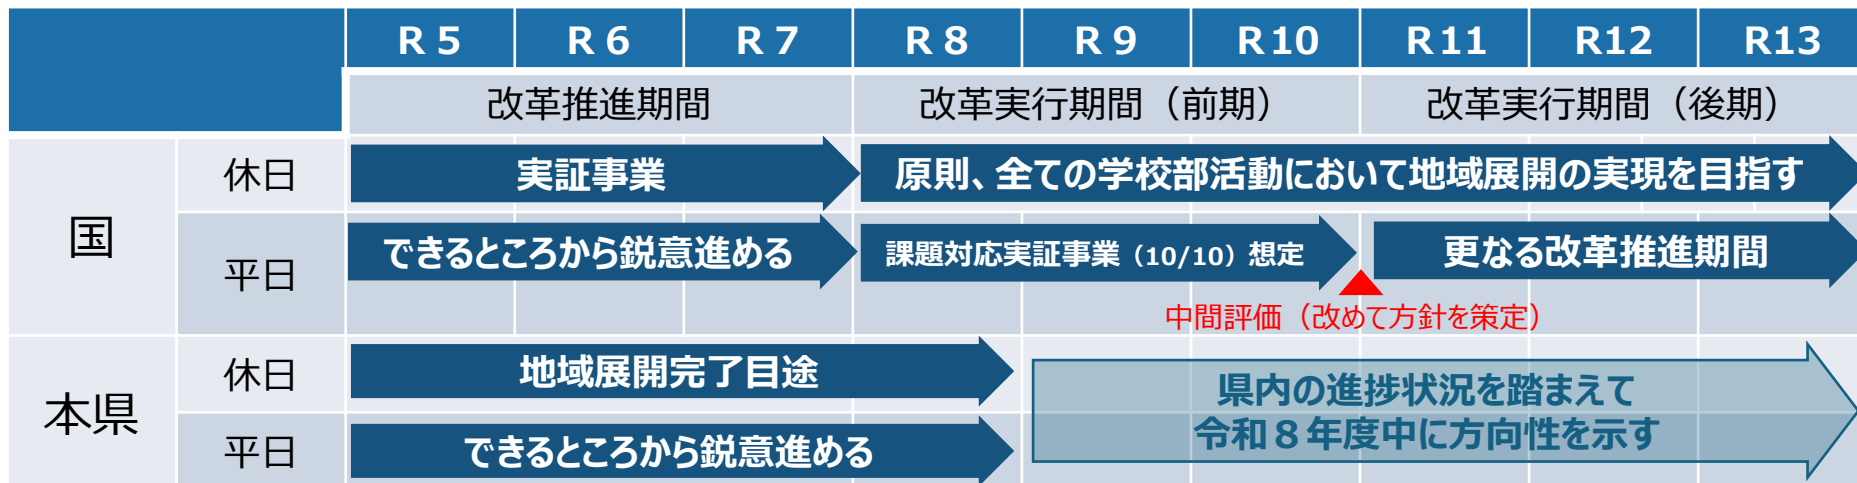 R5 R6 R7 R8 R9 R10 R11 R12 R13
改革推進期間 改革実行期間（前期） 改革実行期間（後期）
国
休日
実証事業 原則、全ての学校部活動において地域展開の実現を目指す
平日
できるところから鋭意進める 課題対応実証事業（10/10）想定 更なる改革推進期間
中間評価（改めて方針を策定）
本県
休日
地域展開完了目途
平日
できるところから鋭意進める
県内の進捗状況を踏まえて
令和８年度中に方向性を示す